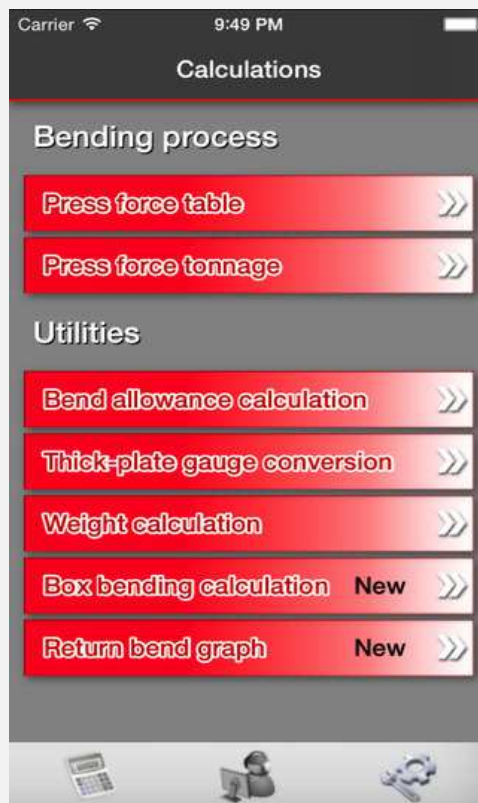 Carrier 9:49 PM
Calculations
Bending process
Press force table
Press force tonnage
Utilities
Bend allowance calculation
Thick-plate gauge conversion
Weight calculation
Box bending calculation New
Return bend graph New